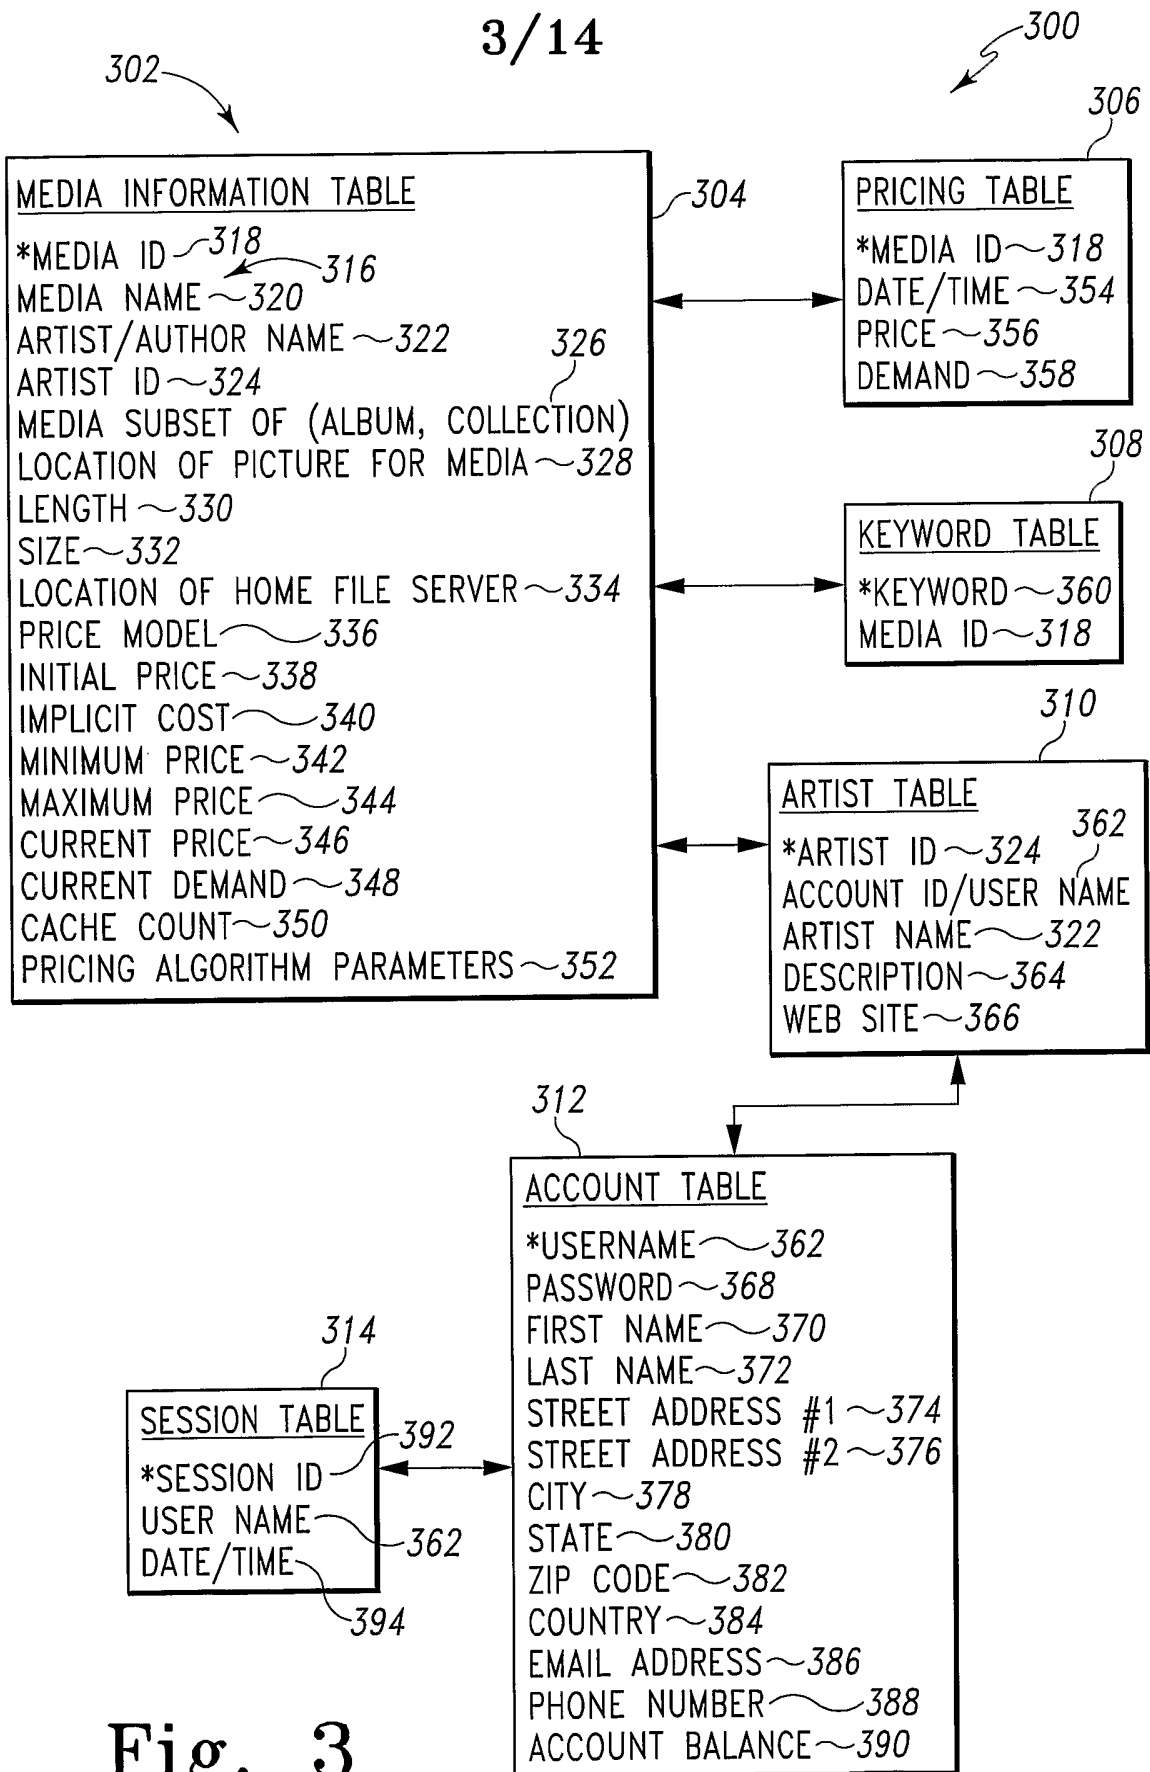 3/14
300
302
306
MEDIA INFORMATION TABLE
304
*MEDIA ID 318
316
MEDIA NAME 320
ARTIST/AUTHOR NAME 322
326
ARTIST ID 324
MEDIA SUBSET OF (ALBUM, COLLECTION)
LOCATION OF PICTURE FOR MEDIA 328
LENGTH 330
SIZE 332
LOCATION OF HOME FILE SERVER 334
PRICE MODEL 336
INITIAL PRICE 338
IMPLICIT COST 340
MINIMUM PRICE 342
MAXIMUM PRICE 344
CURRENT PRICE 346
CURRENT DEMAND 348
CACHE COUNT 350
PRICING ALGORITHM PARAMETERS 352
PRICING TABLE
*MEDIA ID 318
DATE/TIME 354
PRICE 356
DEMAND 358
308
KEYWORD TABLE
*KEYWORD 360
MEDIA ID 318
310
ARTIST TABLE
362
*ARTIST ID 324
ACCOUNT ID/USER NAME
ARTIST NAME 322
DESCRIPTION 364
WEB SITE 366
312
ACCOUNT TABLE
*USERNAME 362
PASSWORD 368
FIRST NAME 370
LAST NAME 372
STREET ADDRESS #1 374
STREET ADDRESS #2 376
CITY 378
STATE 380
ZIP CODE 382
COUNTRY 384
EMAIL ADDRESS 386
PHONE NUMBER 388
ACCOUNT BALANCE 390
314
SESSION TABLE
392
*SESSION ID
USER NAME 362
DATE/TIME
394
Fig. 3